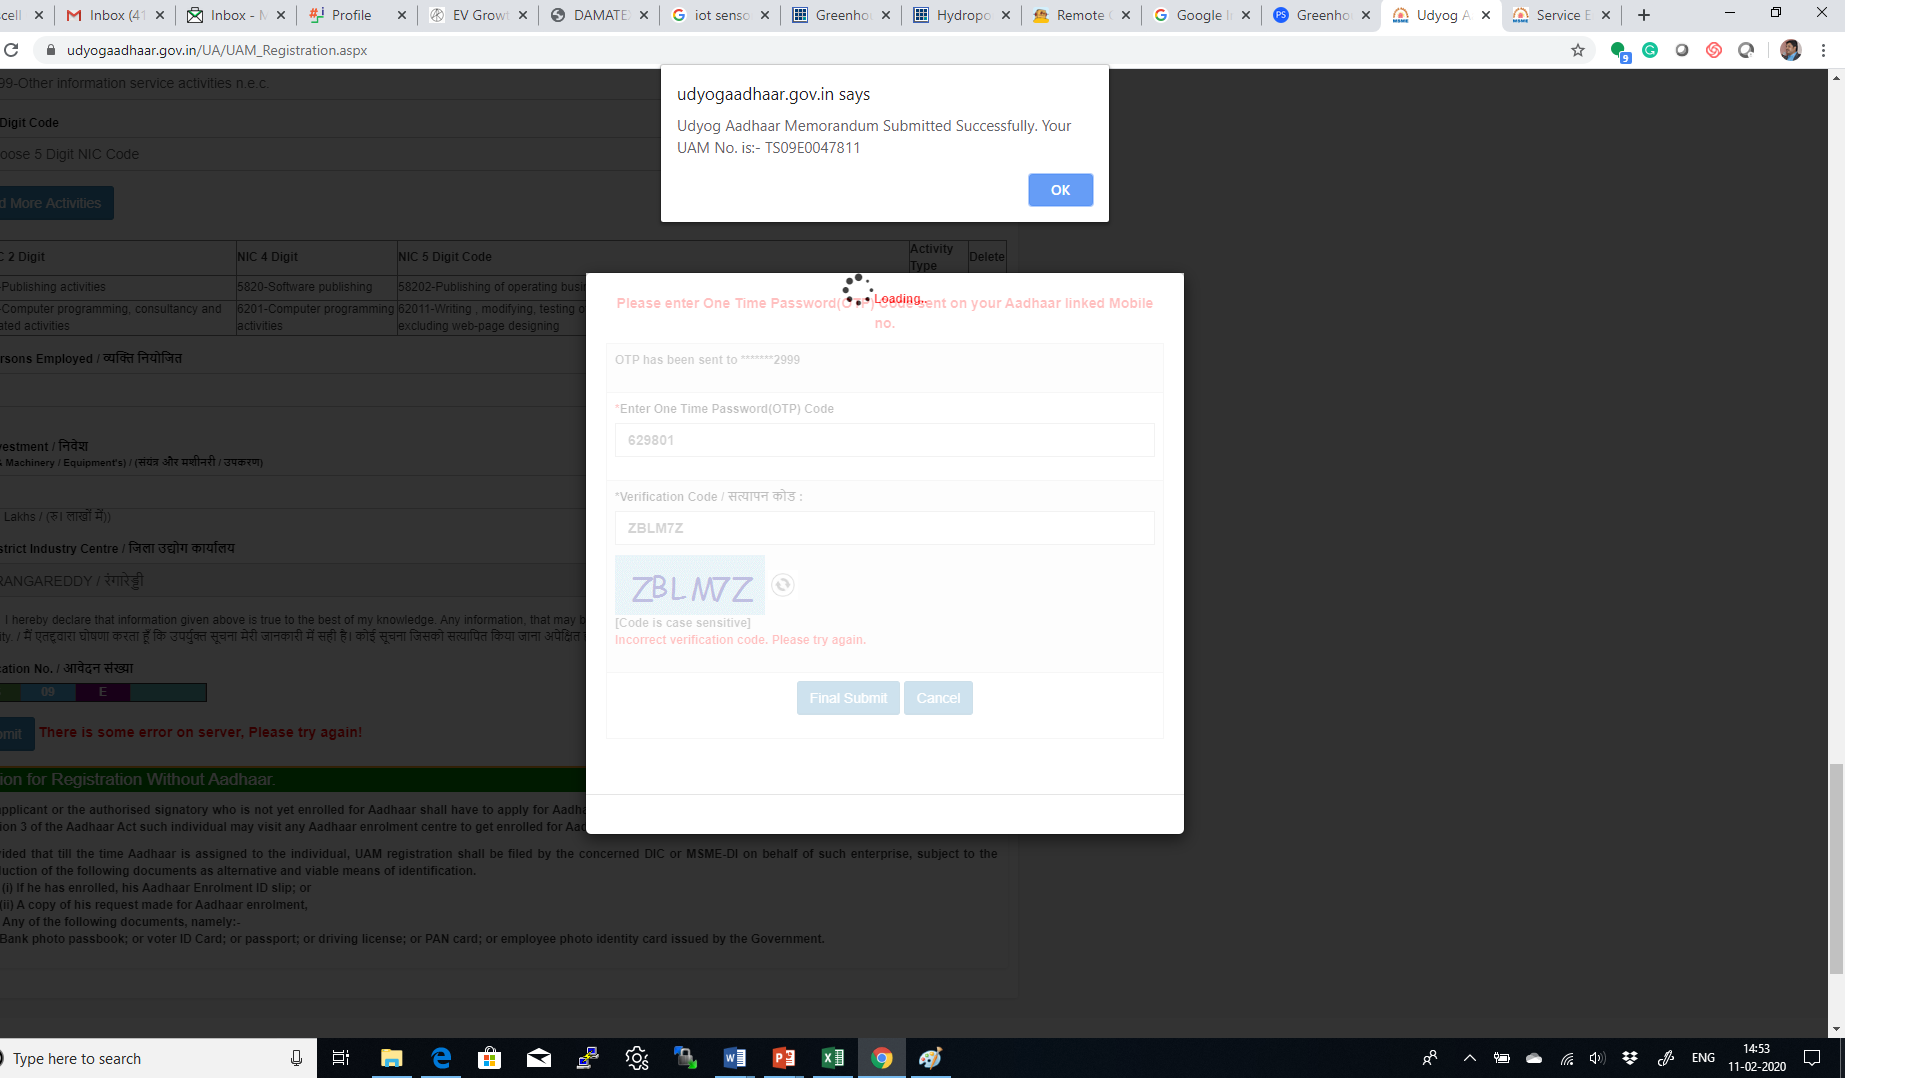 cell
Inbox (41
Inbox - M
Profile
EV Growt
DAMATE
iot senso
Greenho
Hydropo
Remote
Google I
PS
Greenho
Udyog A
Service E
udyogaadhaar.gov.in/UA/UAM_Registration.aspx
9
99-Other information service activities n.e.c.
Digit Code
oose 5 Digit NIC Code
d More Activities
udyogaadhaar.gov.in says
Udyog Aadhaar Memorandum Submitted Successfully. Your
UAM No. is:- TS09E0047811
OK
C 2 Digit
NIC 4 Digit
NIC 5 Digit Code
Activity
Type
Delete
-Publishing activities
5820-Software publishing
58202-Publishing of operating busi
Computer programming, consultancy and
ated activities
6201-Computer programming
activities
62011-Writing , modifying, testing o
excluding web-page designing
rsons Employed / व्यक्ति नियोजित
vestment / निवेश
& Machinery / Equipment's) / (संयंत्र और मशीनरी / उपकरण)
Lakhs / (रु। लाखों में))
strict Industry Centre / जिला उद्योग कार्यालय
RANGAREDDY / रंगारेड्डी
I hereby declare that information given above is true to the best of my knowledge. Any information, that may b
ity. / मैं एतद्द्वारा घोषणा करता हूँ कि उपर्युक्त सूचना मेरी जानकारी में सही है। कोई सूचना जिसको सत्यापित किया जाना अपेक्षित
cation No. / आवेदन संख्या
09
E
bmit
There is some error on server, Please try again!
Loading..
Please enter One Time Password(OTP) Code sent on your Aadhaar linked Mobile
no.
OTP has been sent to *******2999
*Enter One Time Password(OTP) Code
629801
*Verification Code / सत्यापन कोड :
ZBLM7Z
ZBLM7Z
[Code is case sensitive]
Incorrect verification code. Please try again.
Final Submit
Cancel
ion for Registration Without Aadhaar.
applicant or the authorised signatory who is not yet enrolled for Aadhaar shall have to apply for Aadha
ion 3 of the Aadhaar Act such individual may visit any Aadhaar enrolment centre to get enrolled for Aad
vided that till the time Aadhaar is assigned to the individual, UAM registration shall be filed by the concerned DIC or MSME-DI on behalf of such enterprise, subject to the
duction of the following documents as alternative and viable means of identification.
(i) If he has enrolled, his Aadhaar Enrolment ID slip; or
(ii) A copy of his request made for Aadhaar enrolment,
Any of the following documents, namely:-
Bank photo passbook; or voter ID Card; or passport; or driving license; or PAN card; or employee photo identity card issued by the Government.
Type here to search
ENG
14:53
11-02-2020